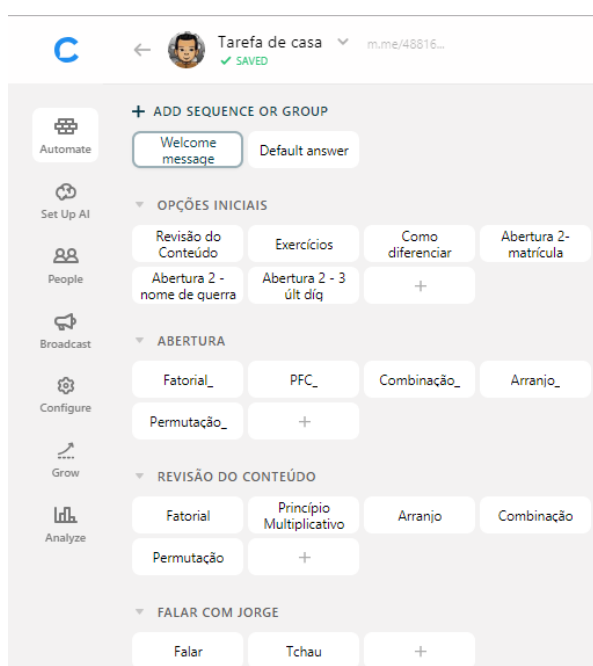 C
Tarefa de casa
m.me/48816...
✓ SAVED
Automate
Set Up AI
People
Broadcast
Configure
Grow
Analyze
+ ADD SEQUENCE OR GROUP
Welcome
message
Default answer
OPÇÕES INICIAIS
Revisão do
Conteúdo
Exercícios
Como
diferenciar
Abertura 2-
matrícula
Abertura 2 -
nome de guerra
Abertura 2 - 3
últ díg
+
ABERTURA
Fatorial_
PFC_
Combinação_
Arranjo_
Permutação_
+
REVISÃO DO CONTEÚDO
Fatorial
Princípio
Multiplicativo
Arranjo
Combinação
Permutação
+
FALAR COM JORGE
Falar
Tchau
+